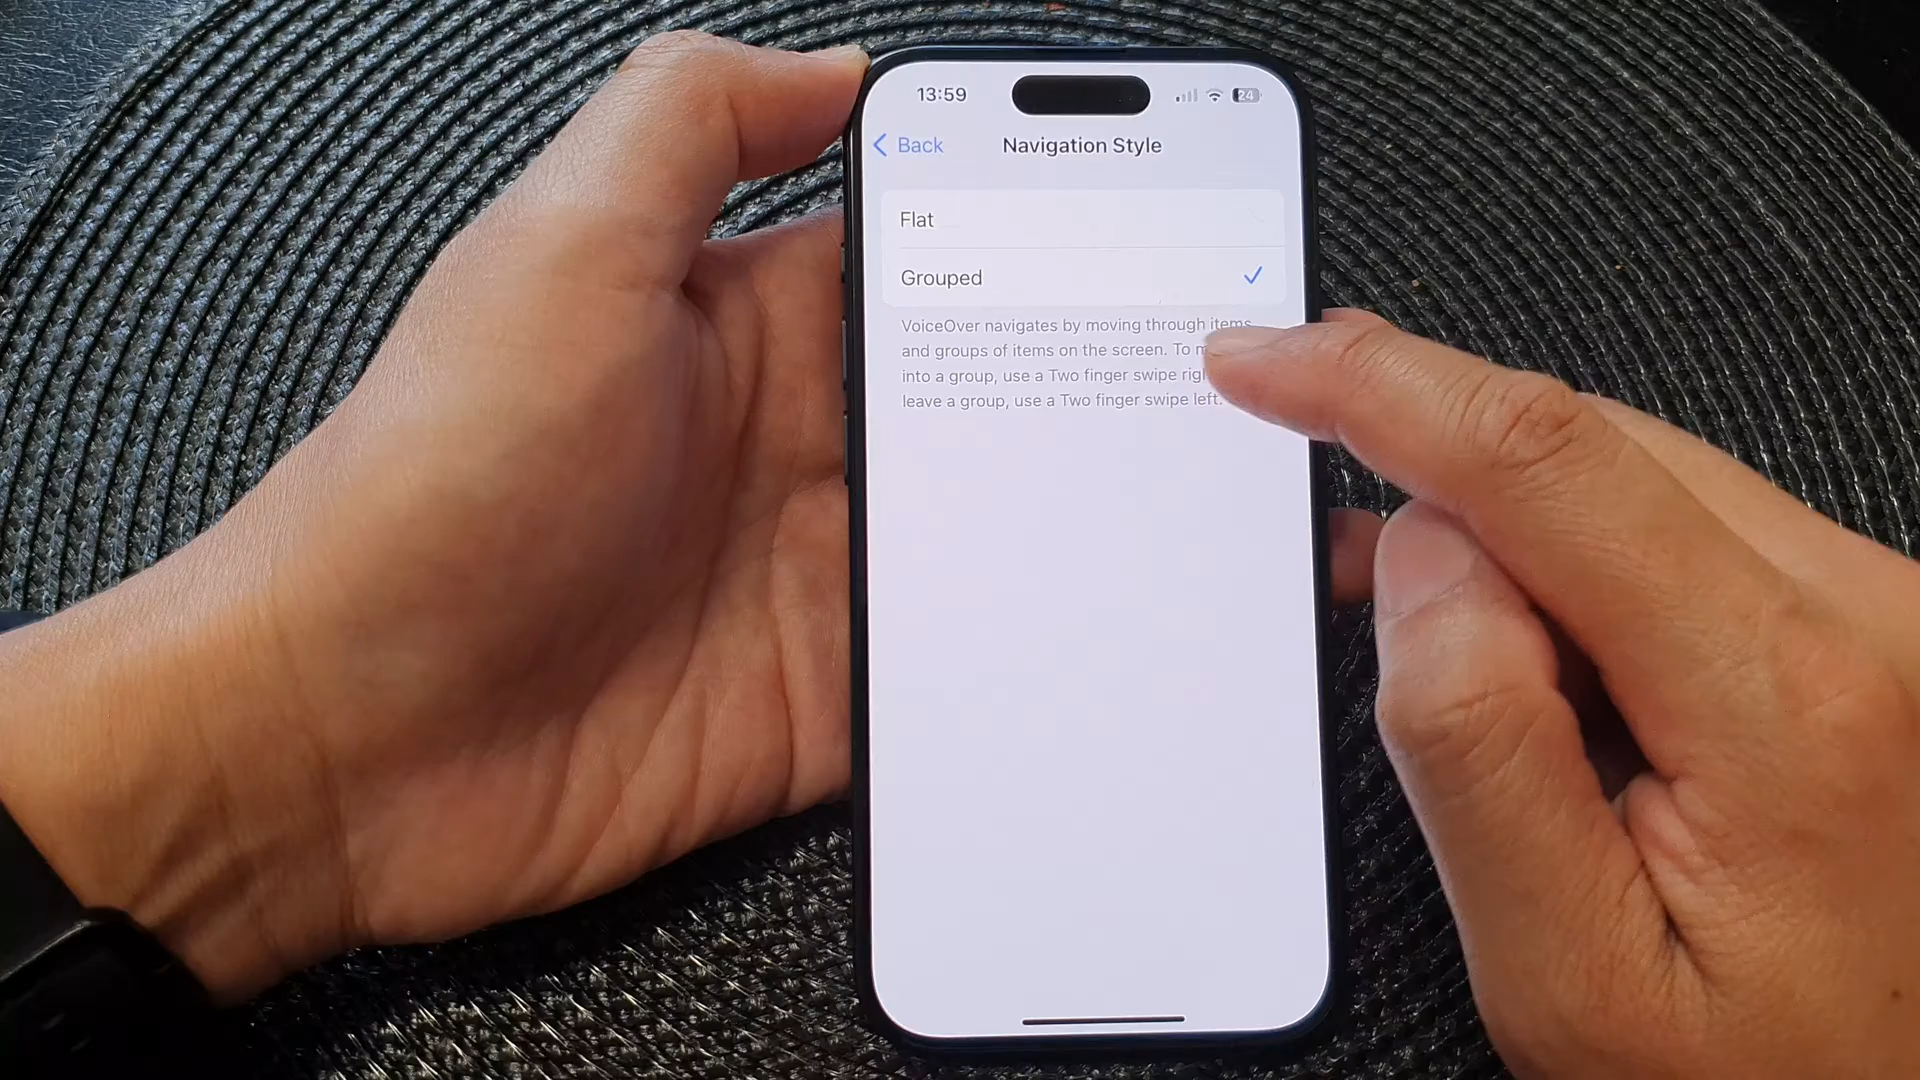 13:59
24
Back
Navigation Style
Flat
Grouped
VoiceOver navigates by moving through items
and groups of items on the screen. To
into a group, use a Two finger swipe
leave a group, use a Two finger swipe left.